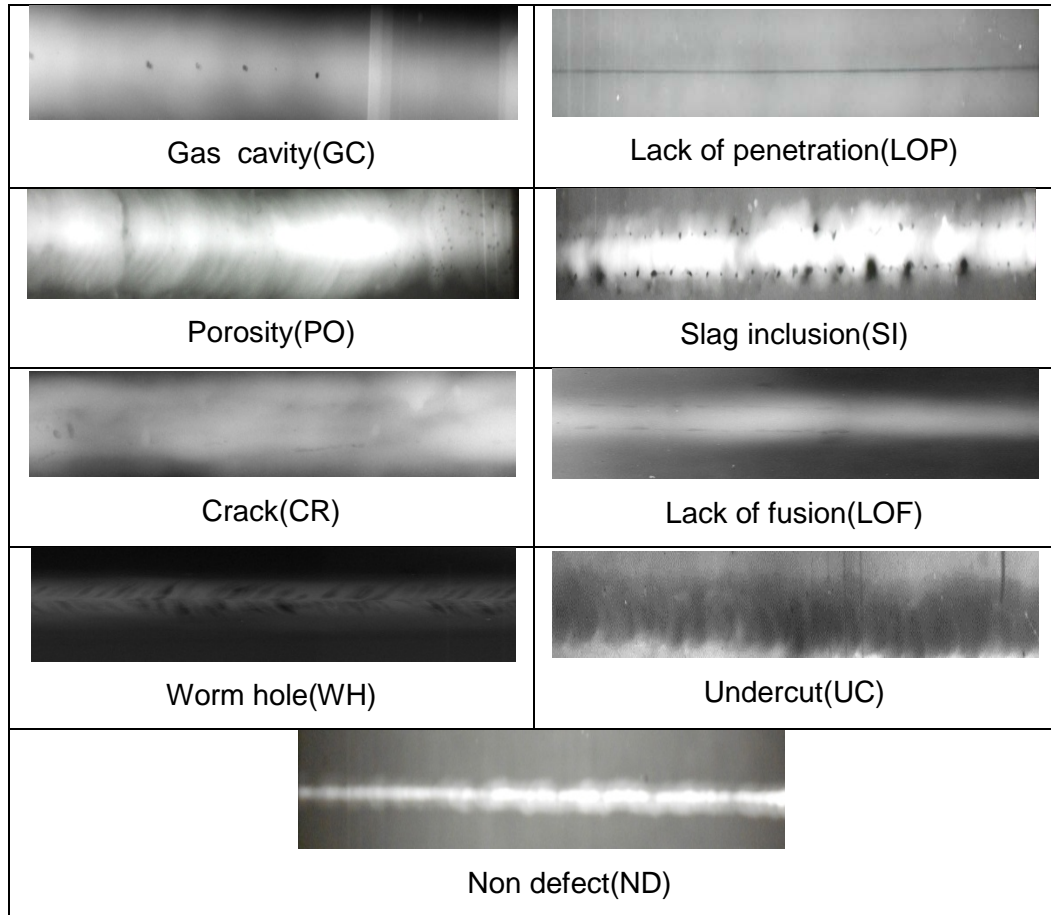 Gas cavity(GC)
Lack of penetration(LOP)
Porosity(PO)
Slag inclusion(SI)
Crack(CR)
Lack of fusion(LOF)
Worm hole(WH)
Undercut(UC)
Non defect(ND)